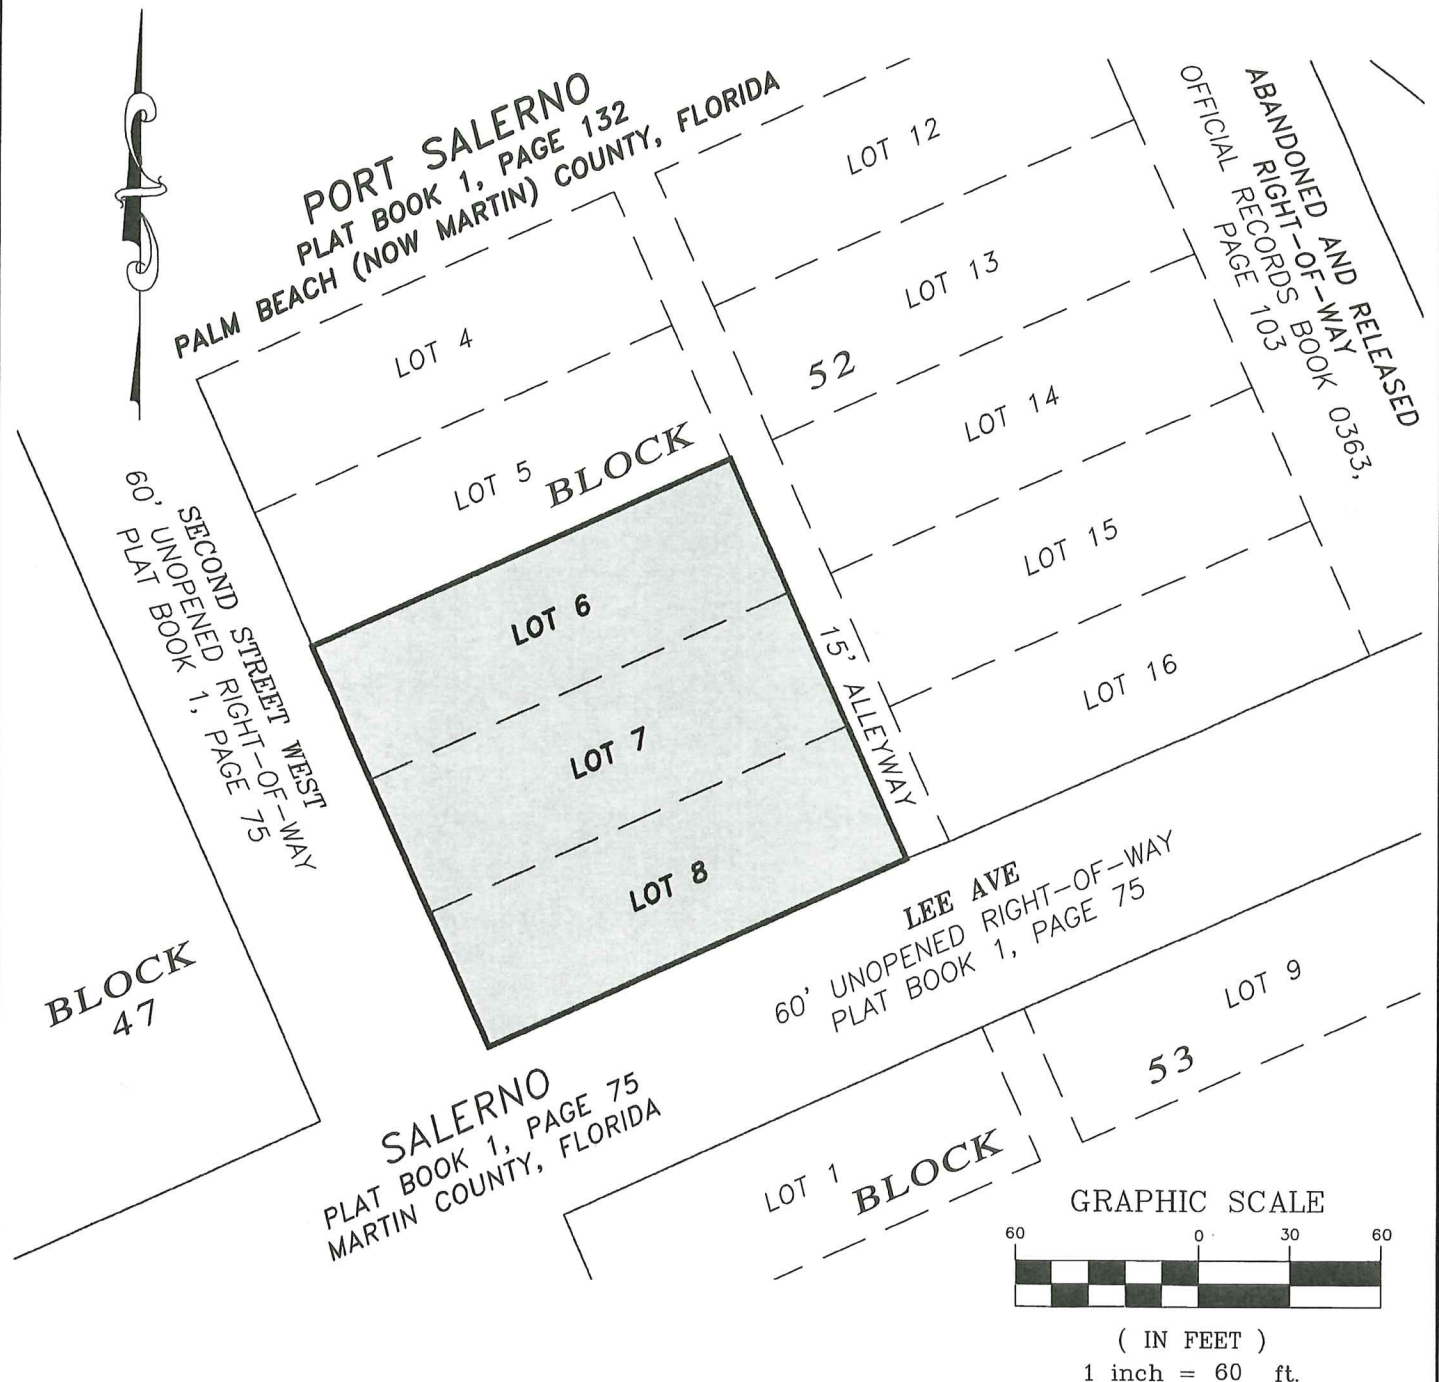 PORT SALERNO
PLAT BOOK 1, PAGE 132
PALM BEACH (NOW MARTIN) COUNTY, FLORIDA
LOT 12
ABANDONED AND RELEASED
RIGHT-OF-WAY
OFFICIAL RECORDS BOOK 0363,
PAGE 103
LOT 13
LOT 4
52
LOT 14
LOT 5
BLOCK
SECOND STREET WEST
60' UNOPENED RIGHT-OF-WAY
PLAT BOOK 1, PAGE 75
LOT 15
LOT 6
15' ALLEYWAY
LOT 16
LOT 7
LOT 8
LEE AVE
60' UNOPENED RIGHT-OF-WAY
PLAT BOOK 1, PAGE 75
BLOCK
47
LOT 9
53
SALERNO
PLAT BOOK 1, PAGE 75
MARTIN COUNTY, FLORIDA
LOT 1
BLOCK
GRAPHIC SCALE
60 0 30 60
( IN FEET )
1 inch = 60 ft.